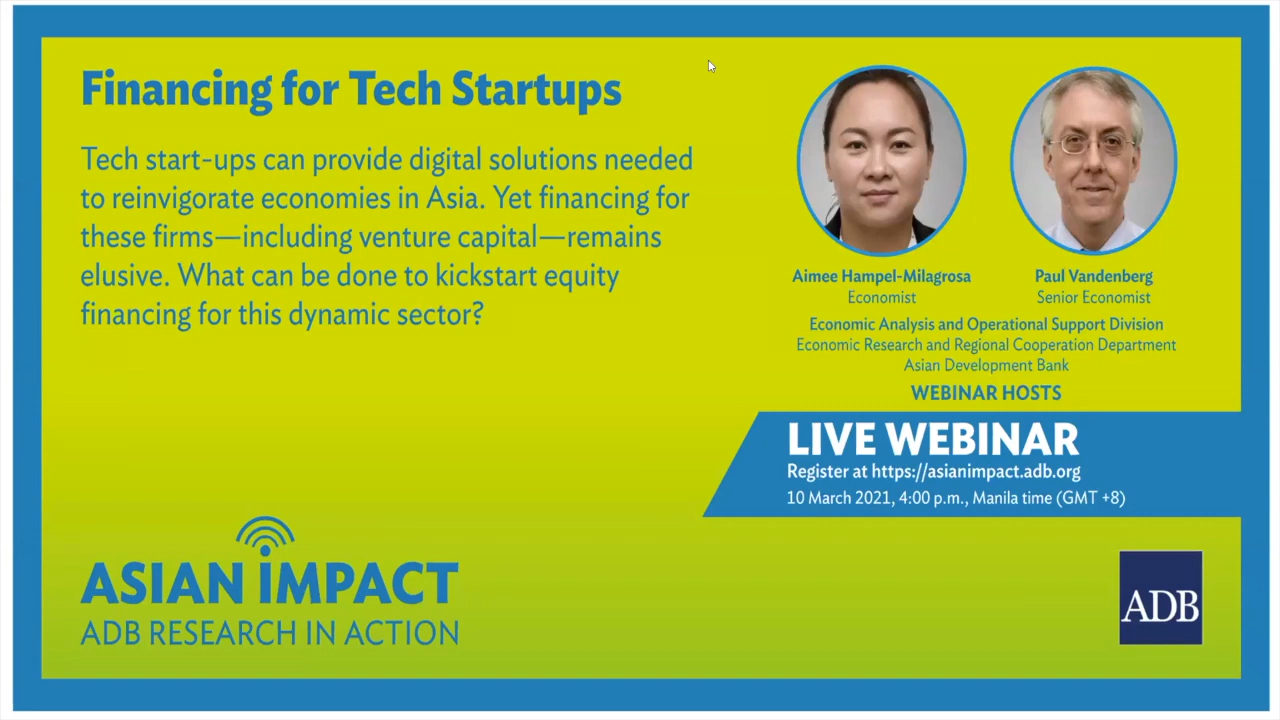 Financing for Tech Startups
Tech start-ups can provide digital solutions needed
to reinvigorate economies in Asia. Yet financing for
these firms—including venture capital—remains
elusive. What can be done to kickstart equity
financing for this dynamic sector?
Aimee Hampel-Milagrosa
Economist
Paul Vandenberg
Senior Economist
Economic Analysis and Operational Support Division
Economic Research and Regional Cooperation Department
Asian Development Bank
WEBINAR HOSTS
LIVE WEBINAR
Register at https://asianimpact.adb.org
10 March 2021, 4:00 p.m., Manila time (GMT +8)
ASIAN IMPACT
ADB RESEARCH IN ACTION
ADB